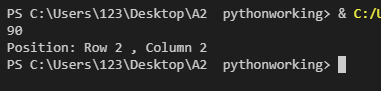 PS C:\Users\123\Desktop\A2  pythonworking> & C:/U
90
Position: Row 2 , Column 2
PS C:\Users\123\Desktop\A2  pythonworking>